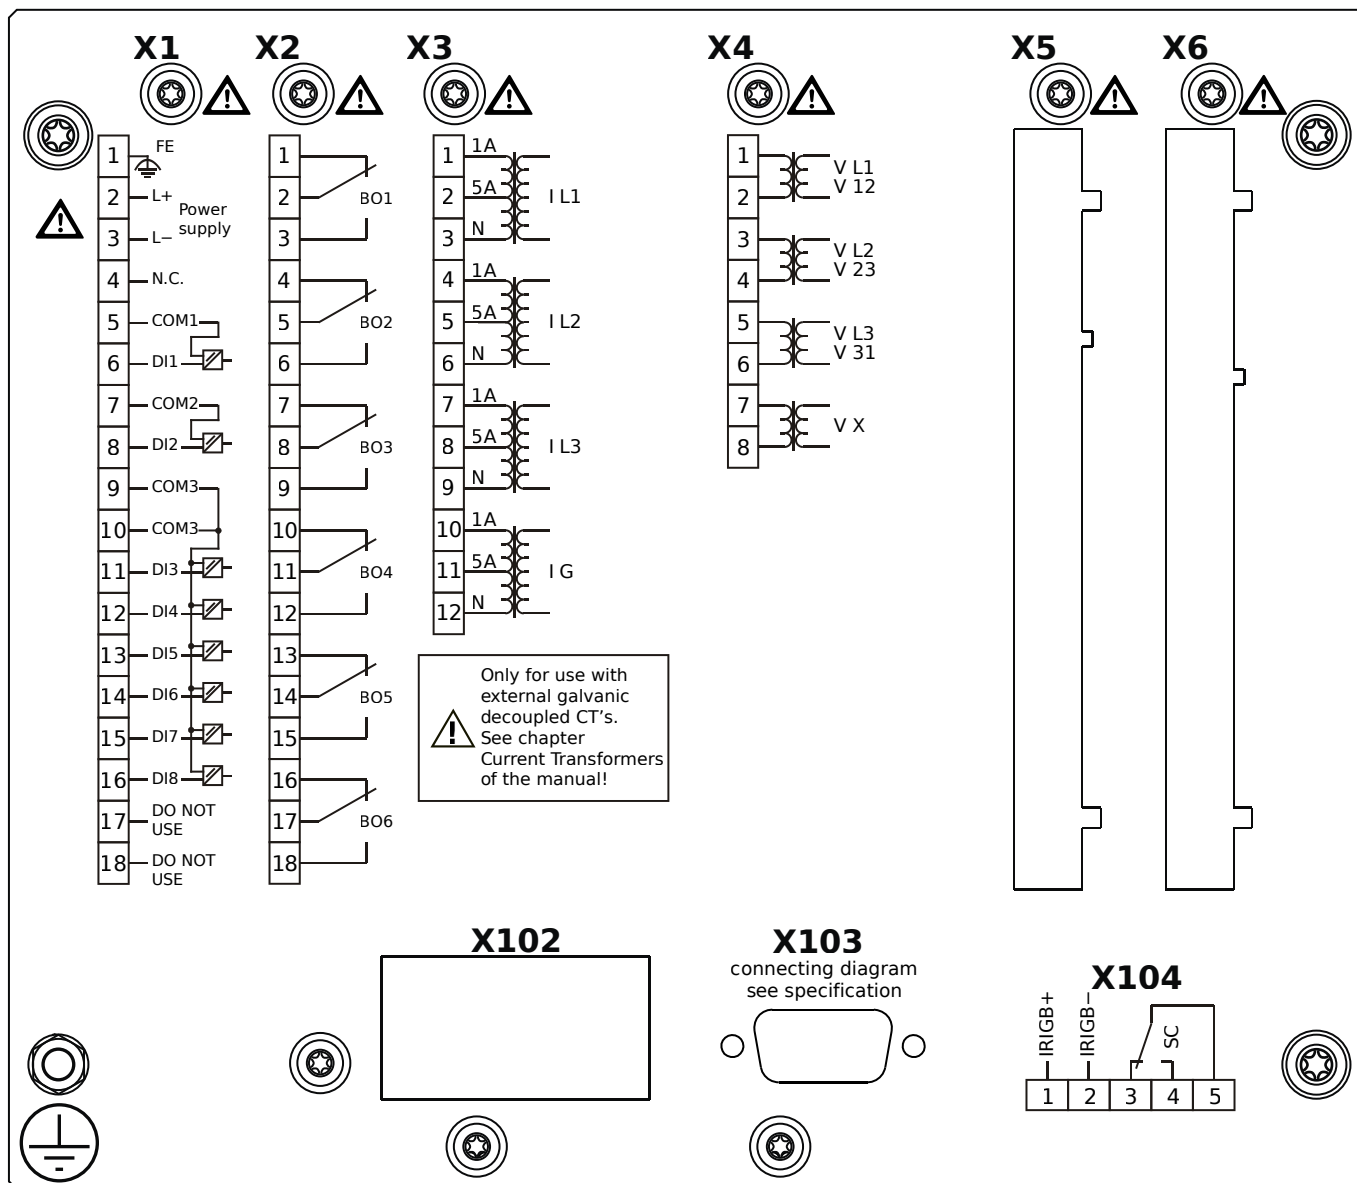 X1 X2 X3 X4 X5 X6
1 FE
2 L+
Power
supply
3 L−
4 N.C.
5 COM1
6 DI1
7 COM2
8 DI2
9 COM3
10 COM3
11 DI3
12 DI4
13 DI5
14 DI6
15 DI7
16 DI8
17 DO NOT
USE
18 DO NOT
USE
1
2 BO1
3
4
5 BO2
6
7
8 BO3
9
10
11 BO4
12
13
14 BO5
15
16
17 BO6
18
1 1A
2 5A I L1
3 N
4 1A
5 5A I L2
6 N
7 1A
8 5A I L3
9 N
10 1A
11 5A I G
12 N
Only for use with
external galvanic
decoupled CT's.
See chapter
Current Transformers
of the manual!
1 V L1
2 V 12
3 V L2
4 V 23
5 V L3
6 V 31
7
V X
8
X102
X103
connecting diagram
see specification
X104
IRIGB+
IRIGB−
SC
1 2 3 4 5